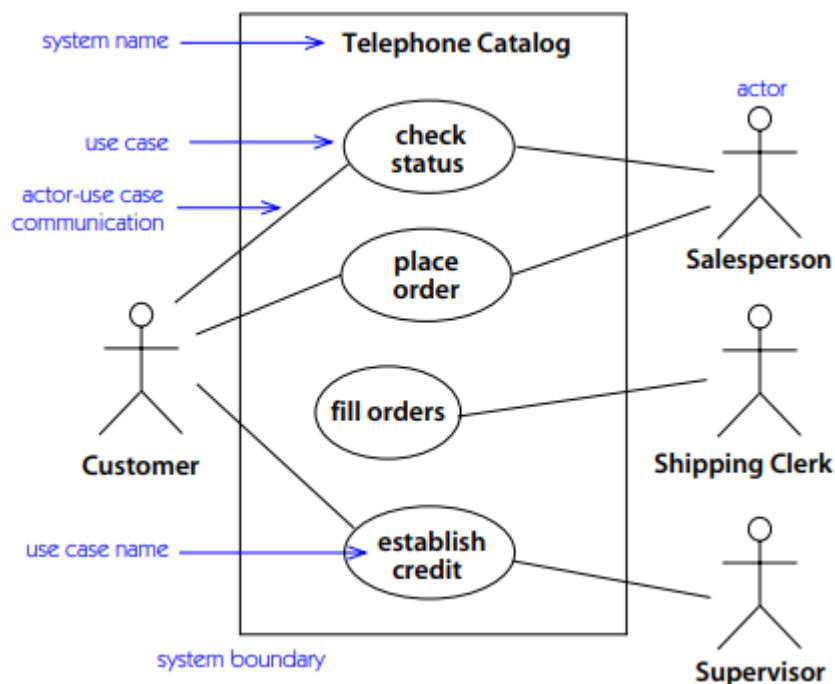 system name
Telephone Catalog
actor
use case
check
status
actor-use case
communication
place
order
Salesperson
fill orders
Customer
Shipping Clerk
use case name
establish
credit
system boundary
Supervisor